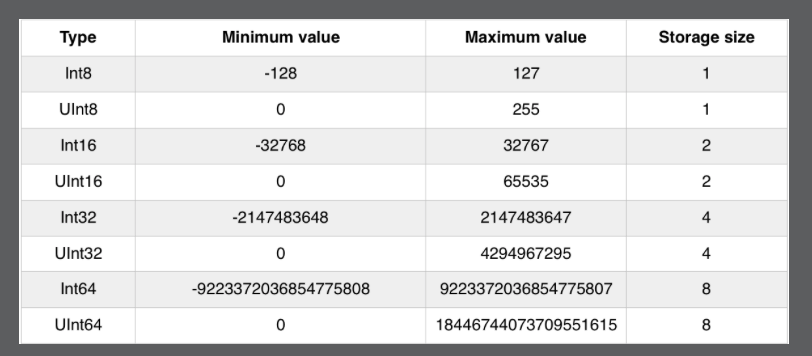 Type Minimum value Maximum value Storage size
Int8 -128 127 1
UInt8 0 255 1
Int16 -32768 32767 2
UInt16 0 65535 2
Int32 -2147483648 2147483647 4
UInt32 0 4294967295 4
Int64 -9223372036854775808 9223372036854775807 8
UInt64 0 18446744073709551615 8